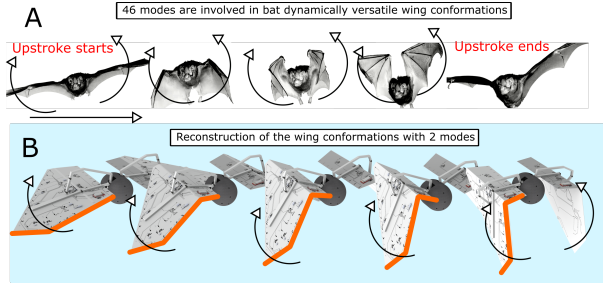 A
46 modes are involved in bat dynamically versatile wing conformations
Upstroke starts
Upstroke ends
B
Reconstruction of the wing conformations with 2 modes